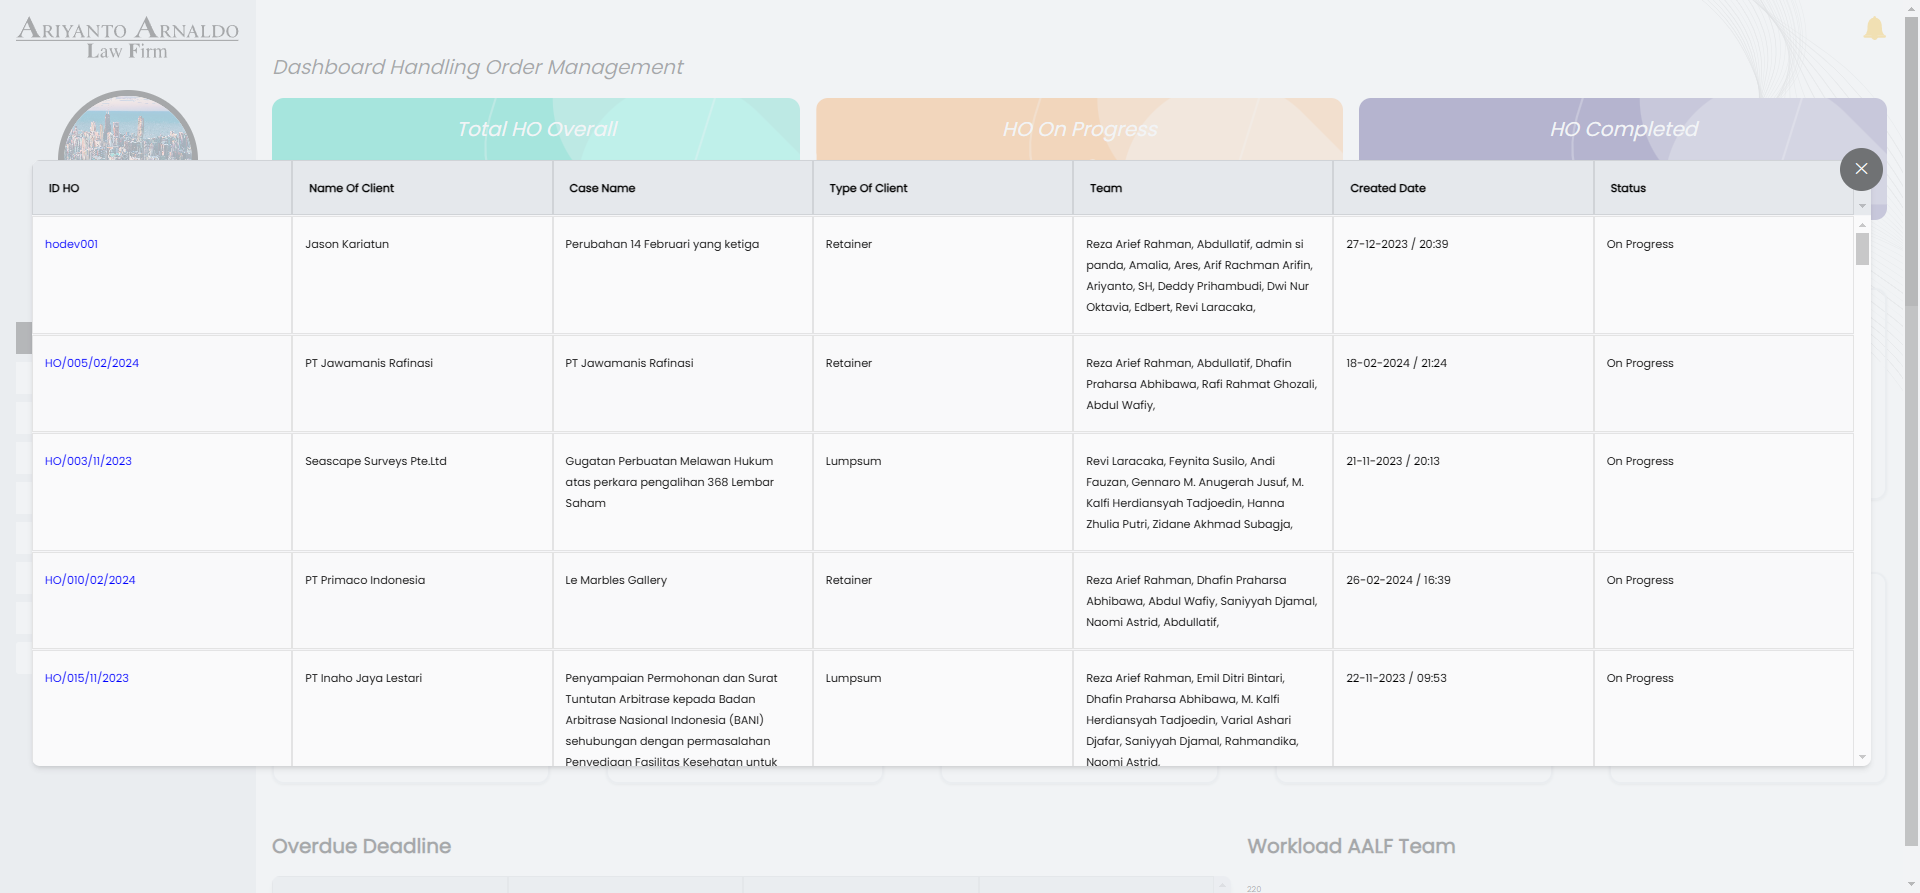 ARIYANTO ARNALDO
Law Firm
Dashboard Handling Order Management
Total HO Overall
HO On Progress
HO Completed
ID HO
Name Of Client
Case Name
Type Of Client
Team
Created Date
Status
hodev001
Jason Kariatun
Perubahan 14 Februari yang ketiga
Retainer
Reza Arief Rahman, Abdullatif, admin si
panda, Amalia, Ares, Arif Rachman Arifin,
Ariyanto, SH, Deddy Prihambudi, Dwi Nur
Oktavia, Edbert, Revi Laracaka,
27-12-2023 / 20:39
On Progress
HO/005/02/2024
PT Jawamanis Rafinasi
PT Jawamanis Rafinasi
Retainer
Reza Arief Rahman, Abdullatif, Dhafin
Praharsa Abhibawa, Rafi Rahmat Ghozali,
Abdul Wafiy,
18-02-2024 / 21:24
On Progress
HO/003/11/2023
Seascape Surveys Pte.Ltd
Gugatan Perbuatan Melawan Hukum
atas perkara pengalihan 368 Lembar
Saham
Lumpsum
Revi Laracaka, Feynita Susilo, Andi
Fauzan, Gennaro M. Anugerah Jusuf, M.
Kalfi Herdiansyah Tadjoedin, Hanna
Zhulia Putri, Zidane Akhmad Subagja,
21-11-2023 / 20:13
On Progress
HO/010/02/2024
PT Primaco Indonesia
Le Marbles Gallery
Retainer
Reza Arief Rahman, Dhafin Praharsa
Abhibawa, Abdul Wafiy, Saniyyah Djamal,
Naomi Astrid, Abdullatif,
26-02-2024 / 16:39
On Progress
HO/015/11/2023
PT Inaho Jaya Lestari
Penyampaian Permohonan dan Surat
Tuntutan Arbitrase kepada Badan
Arbitrase Nasional Indonesia (BANI)
sehubungan dengan permasalahan
Penyediaan Fasilitas Kesehatan untuk
Lumpsum
Reza Arief Rahman, Emil Ditri Bintari,
Dhafin Praharsa Abhibawa, M. Kalfi
Herdiansyah Tadjoedin, Varial Ashari
Djafar, Saniyyah Djamal, Rahmandika,
Naomi Astrid,
22-11-2023 / 09:53
On Progress
Overdue Deadline
Workload AALF Team
220